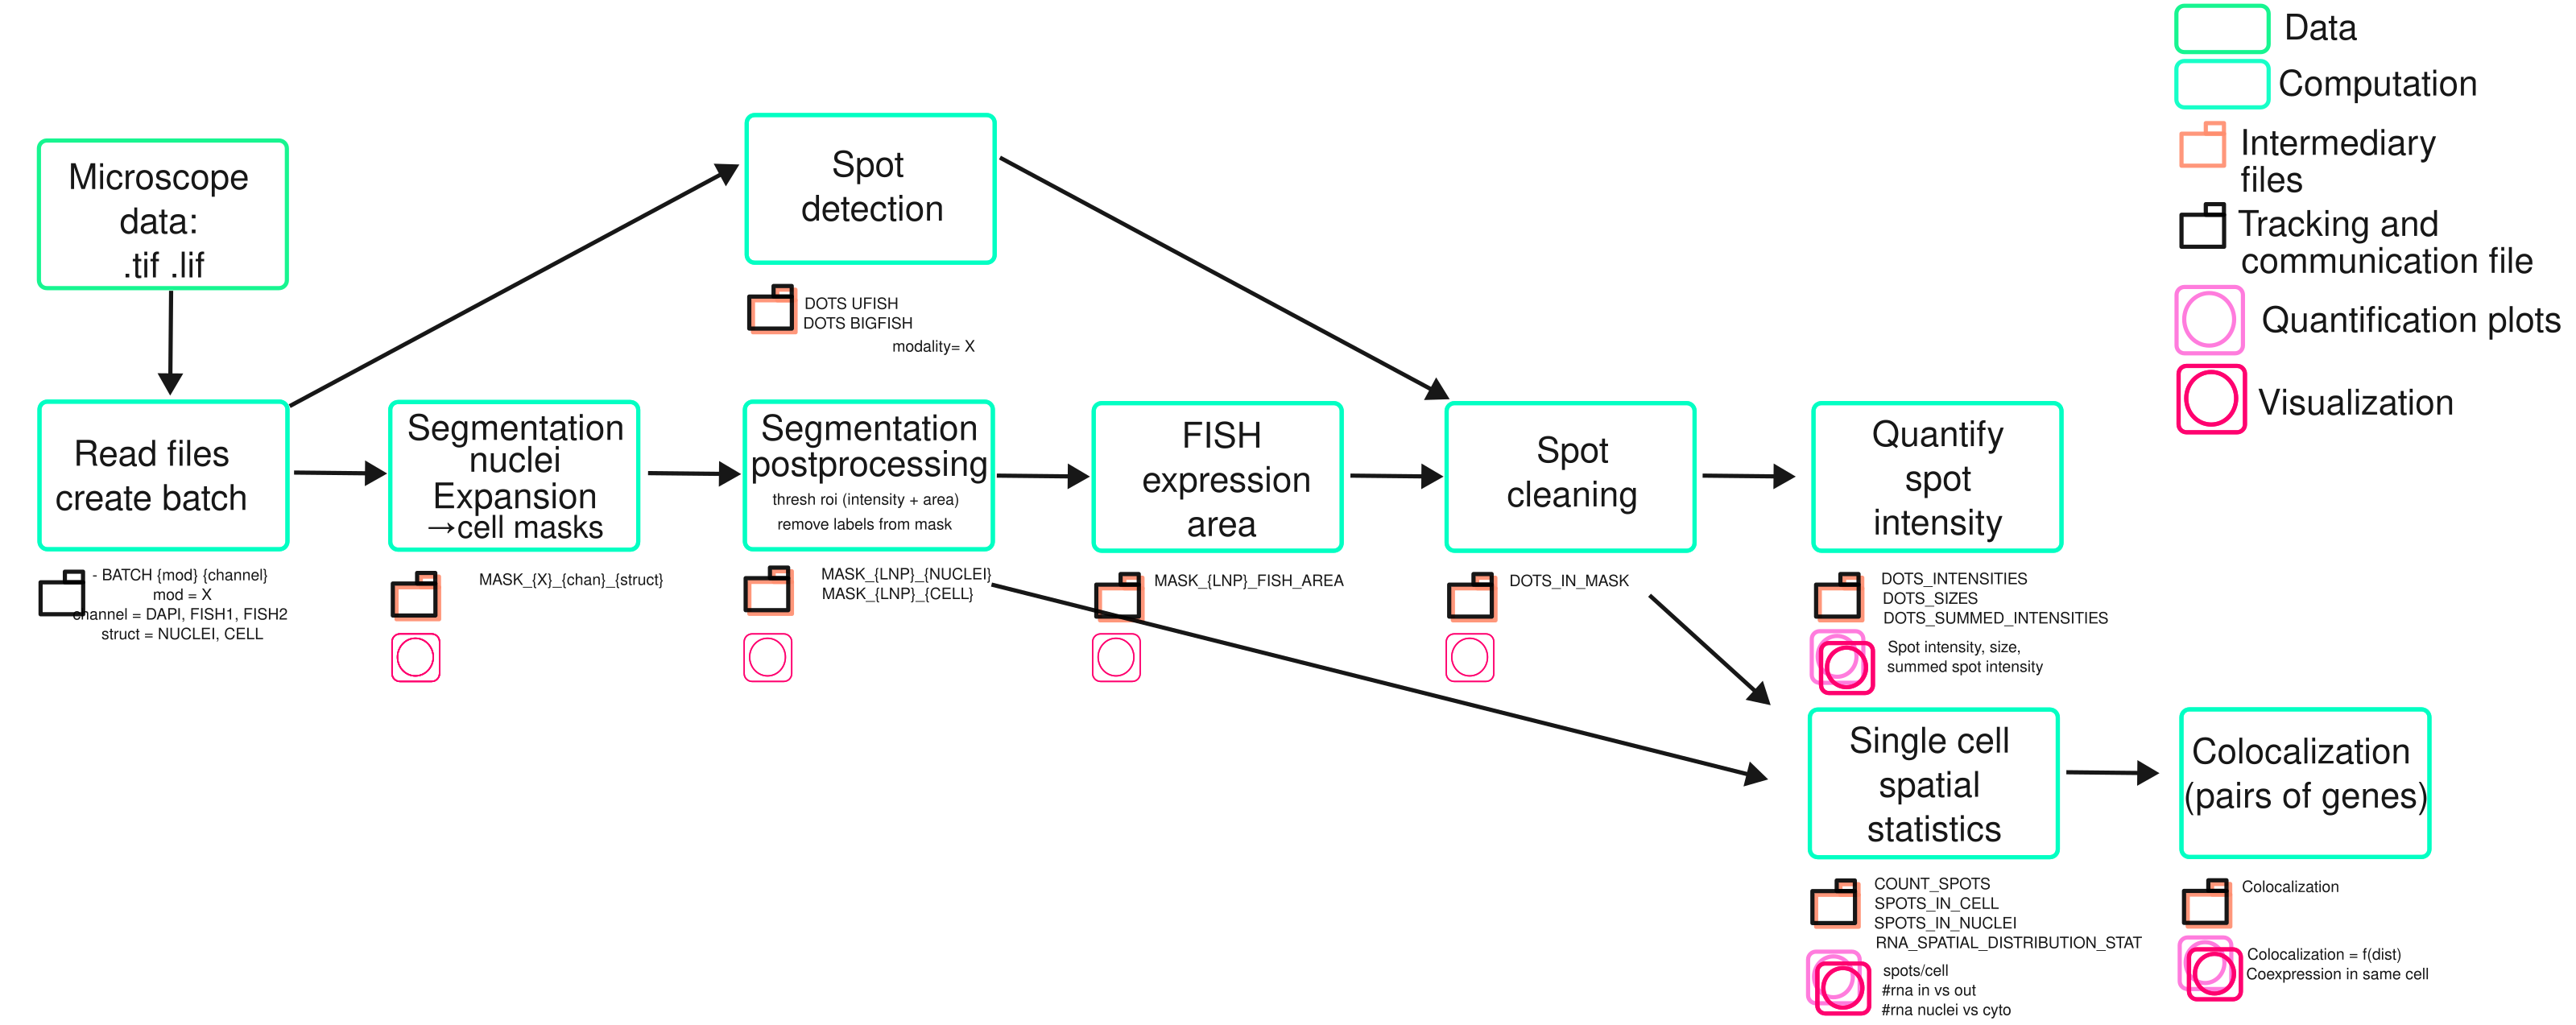 Data
Computation
Intermediary
files
Tracking and
communication file
Quantification plots
Visualization
Microscope
data:
.tif .lif
Spot
detection
DOTS UFISH
DOTS BIGFISH
modality= X
Read files
create batch
- BATCH {mod} {channel}
mod = X
channel = DAPI, FISH1, FISH2
struct = NUCLEI, CELL
Segmentation
nuclei
Expansion
→cell masks
MASK_{X}_{chan}_{struct}
Segmentation
postprocessing
thresh roi (intensity + area)
remove labels from mask
MASK_{LNP}_{NUCLEI}
MASK_{LNP}_{CELL}
FISH
expression
area
MASK_{LNP}_FISH_AREA
Spot
cleaning
DOTS_IN_MASK
Quantify
spot
intensity
DOTS_INTENSITIES
DOTS_SIZES
DOTS_SUMMED_INTENSITIES
Spot intensity, size,
summed spot intensity
Single cell
spatial
statistics
COUNT_SPOTS
SPOTS_IN_CELL
SPOTS_IN_NUCLEI
RNA_SPATIAL_DISTRIBUTION_STAT
spots/cell
#rna in vs out
#rna nuclei vs cyto
Colocalization
(pairs of genes)
Colocalization
Colocalization = f(dist)
Coexpression in same cell